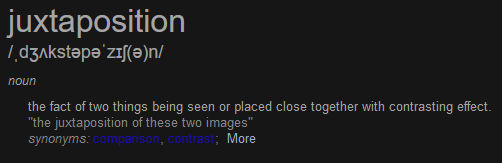 juxtaposition
/ˌdʒʌkstəpəˈzɪʃ(ə)n/
noun
the fact of two things being seen or placed close together with contrasting effect.
"the juxtaposition of these two images"
synonyms: comparison, contrast; More